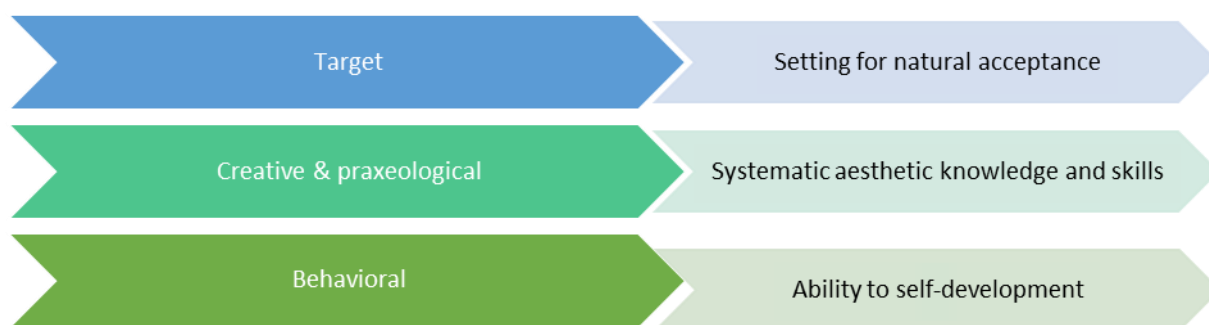 Target
Setting for natural acceptance
Creative & praxeological
Systematic aesthetic knowledge and skills
Behavioral
Ability to self-development